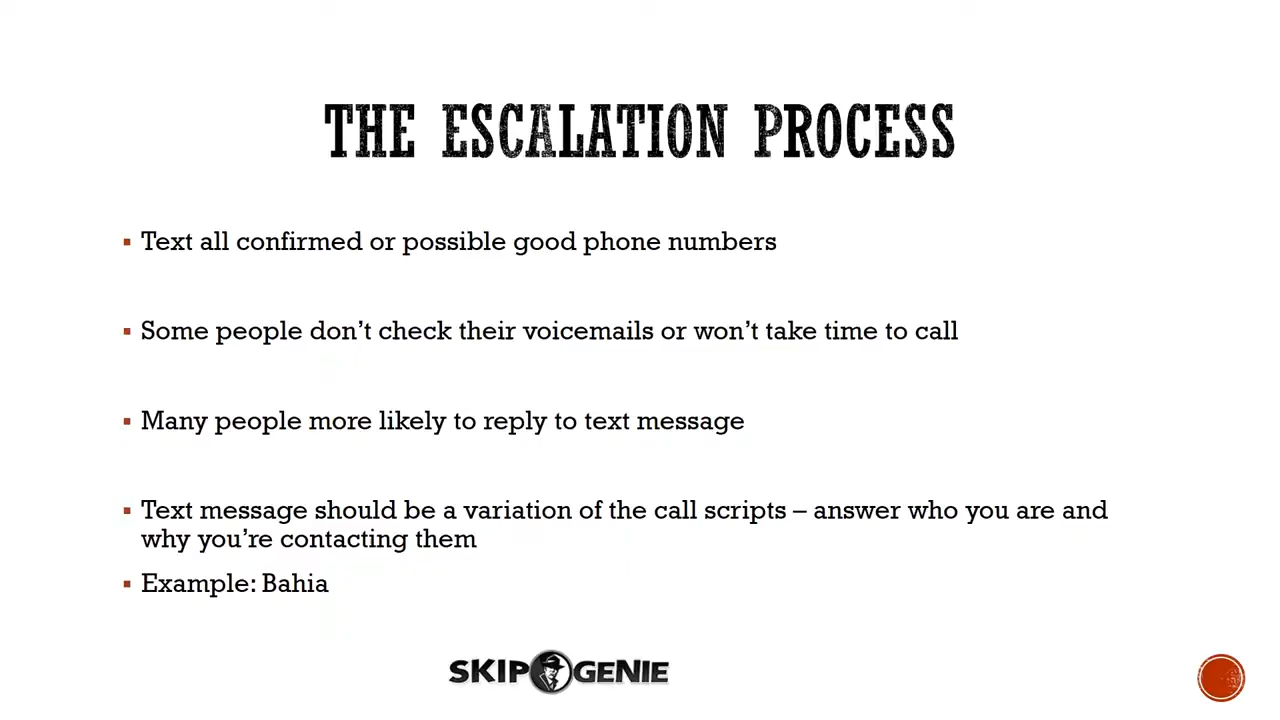 THE ESCALATION PROCESS
▪ Text all confirmed or possible good phone numbers
▪ Some people don’t check their voicemails or won’t take time to call
▪ Many people more likely to reply to text message
▪ Text message should be a variation of the call scripts – answer who you are and
why you’re contacting them
▪ Example: Bahia
SKIP GENIE